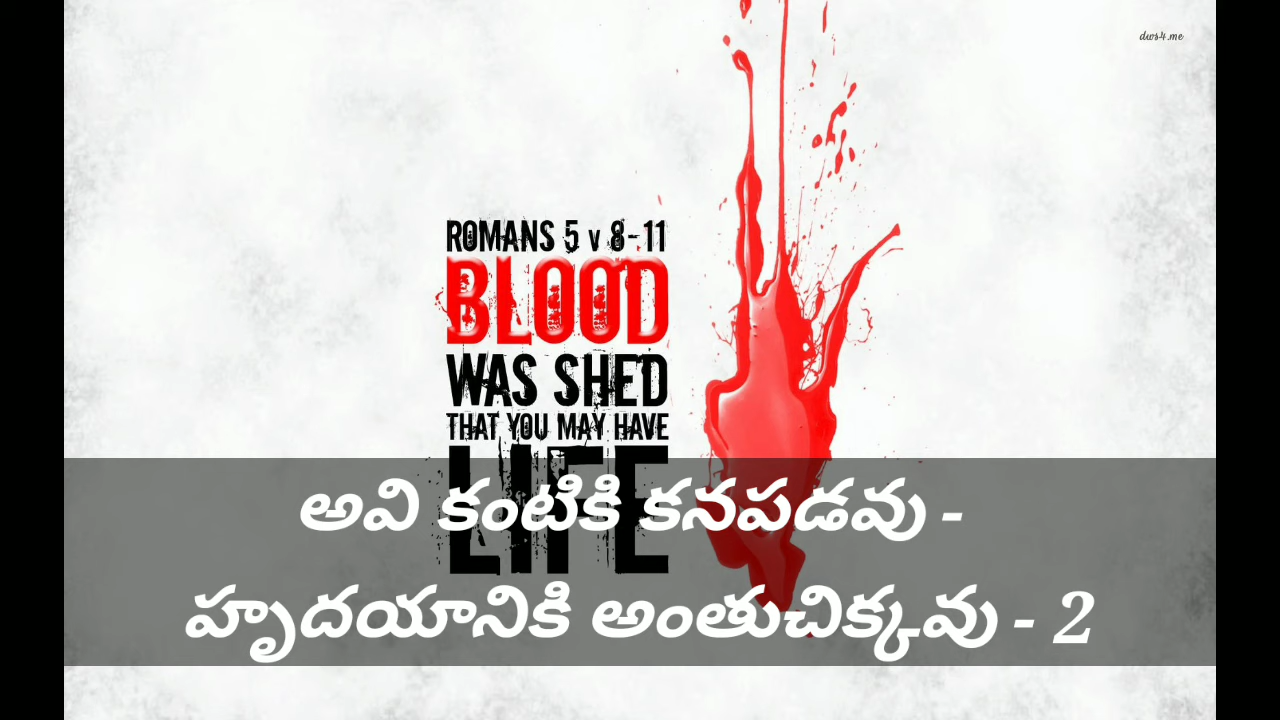 dws4.me
ROMANS 5 v 8-11
BLOOD
WAS SHED
THAT YOU MAY HAVE
LIFE
అవి కంటికి కనపడవు -
హృదయానికి అంతుచిక్కవు - 2